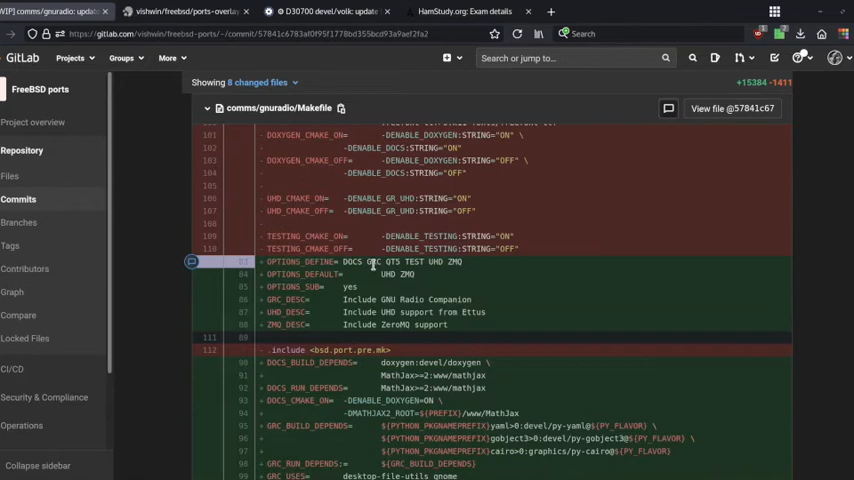 WIP] comms/gnuradio: update
vishwin/freebsd/ports-overlay
D30700 devel/volk: update
HamStudy.org: Exam details
https://gitlab.com/vishwin/freebsd-ports/-/commit/57841c6783af0f95f1778bd355bcd93a9aef2fa2
Search
GitLab
Projects
Groups
More
Search or jump to...
FreeBSD ports
Project overview
Repository
Files
Commits
Branches
Tags
Contributors
Graph
Compare
Locked Files
CI/CD
Security & Compliance
Operations
Collapse sidebar
Showing 8 changed files
+15384 -1411
comms/gnuradio/Makefile
View file @57841c67
101 - DOXYGEN_CMAKE_ON= -DENABLE_DOXYGEN:STRING="ON" \
102 - -DENABLE_DOCS:STRING="ON"
103 - DOXYGEN_CMAKE_OFF= -DENABLE_DOXYGEN:STRING="OFF" \
104 - -DENABLE_DOCS:STRING="OFF"
105 -
106 - UHD_CMAKE_ON= -DENABLE_GR_UHD:STRING="ON"
107 - UHD_CMAKE_OFF= -DENABLE_GR_UHD:STRING="OFF"
108 -
109 - TESTING_CMAKE_ON= -DENABLE_TESTING:STRING="ON"
110 - TESTING_CMAKE_OFF= -DENABLE_TESTING:STRING="OFF"
83 + OPTIONS_DEFINE= DOCS GRC QT5 TEST UHD ZMQ
84 + OPTIONS_DEFAULT= UHD ZMQ
85 + OPTIONS_SUB= yes
86 + GRC_DESC= Include GNU Radio Companion
87 + UHD_DESC= Include UHD support from Ettus
88 + ZMQ_DESC= Include ZeroMQ support
111 89
112 - .include <bsd.port.pre.mk>
90 + DOCS_BUILD_DEPENDS= doxygen:devel/doxygen \
91 + MathJax>=2:www/mathjax
92 + DOCS_RUN_DEPENDS= MathJax>=2:www/mathjax
93 + DOCS_CMAKE_ON= -DENABLE_DOXYGEN=ON \
94 + -DMATHJAX2_ROOT=${PREFIX}/www/MathJax
95 + GRC_BUILD_DEPENDS= ${PYTHON_PKGNAMEPREFIX}yaml>0:devel/py-yaml@${PY_FLAVOR} \
96 + ${PYTHON_PKGNAMEPREFIX}gobject3>0:devel/py-gobject3@${PY_FLAVOR} \
97 + ${PYTHON_PKGNAMEPREFIX}cairo>0:graphics/py-cairo@${PY_FLAVOR}
98 + GRC_RUN_DEPENDS:= ${GRC_BUILD_DEPENDS}
99 + GRC_USES= desktop-file-utils gnome